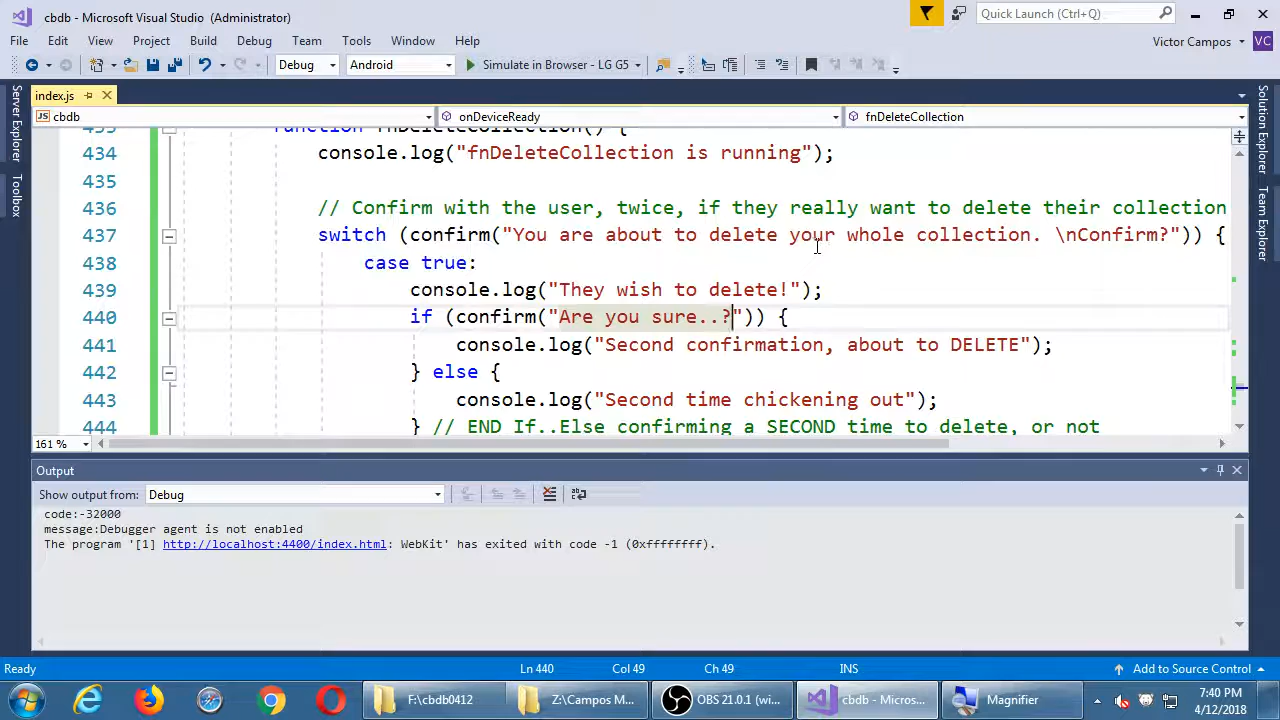 cbdb - Microsoft Visual Studio (Administrator)
Quick Launch (Ctrl+Q)
File Edit View Project Build Debug Team Tools Window Help
Victor Campos VC
Debug Android Simulate in Browser - LG G5
index.js
JS cbdb onDeviceReady fnDeleteCollection
433 function fnDeleteCollection() {
434 console.log("fnDeleteCollection is running");
435
436 // Confirm with the user, twice, if they really want to delete their collection
437 switch (confirm("You are about to delete your whole collection. \nConfirm?")) {
438 case true:
439 console.log("They wish to delete!");
440 if (confirm("Are you sure..?")) {
441 console.log("Second confirmation, about to DELETE");
442 } else {
443 console.log("Second time chickening out");
444 } // END If..Else confirming a SECOND time to delete, or not
161 %
Server Explorer
Toolbox
Solution Explorer
Team Explorer
Output
Show output from: Debug
code:-32000
message:Debugger agent is not enabled
The program '[1] http://localhost:4400/index.html: WebKit' has exited with code -1 (0xffffffff).
Ready Ln 440 Col 49 Ch 49 INS Add to Source Control
F:\cbdb0412 Z:\Campos M... OBS 21.0.1 (wi... cbdb - Micros... Magnifier
7:40 PM
4/12/2018